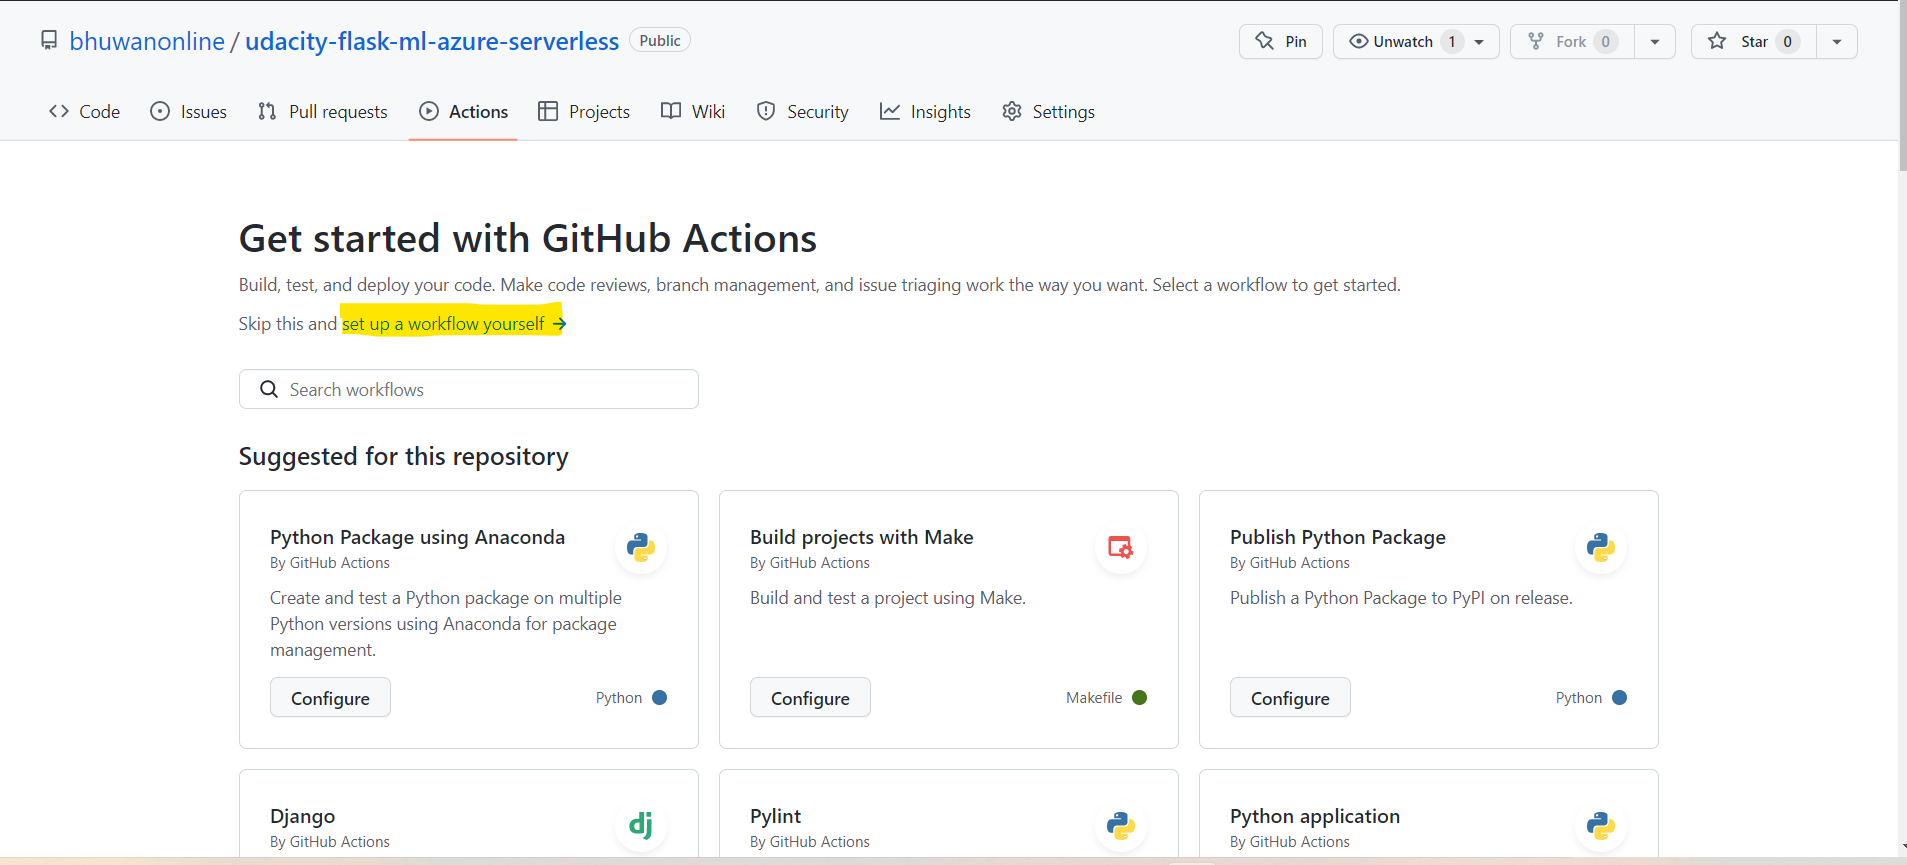 bhuwanonline / udacity-flask-ml-azure-serverless Public
Pin Unwatch 1 Fork 0 Star 0
Code Issues Pull requests Actions Projects Wiki Security Insights Settings
Get started with GitHub Actions
Build, test, and deploy your code. Make code reviews, branch management, and issue triaging work the way you want. Select a workflow to get started.
Skip this and set up a workflow yourself →
Search workflows
Suggested for this repository
Python Package using Anaconda
By GitHub Actions
Create and test a Python package on multiple
Python versions using Anaconda for package
management.
Configure Python
Build projects with Make
By GitHub Actions
Build and test a project using Make.
Configure Makefile
Publish Python Package
By GitHub Actions
Publish a Python Package to PyPI on release.
Configure Python
Django
By GitHub Actions
dj
Pylint
By GitHub Actions
Python application
By GitHub Actions